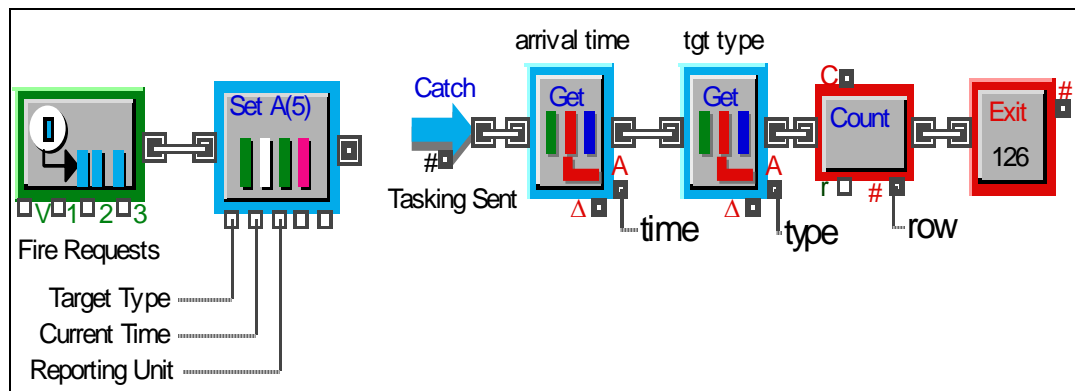 Set A(5)
V 1 2 3
Fire Requests
Target Type
Current Time
Reporting Unit
arrival time
tgt type
Catch
#
Tasking Sent
Get
A
Δ
time
Get
A
Δ
type
C
Count
r #
row
Exit
#
126